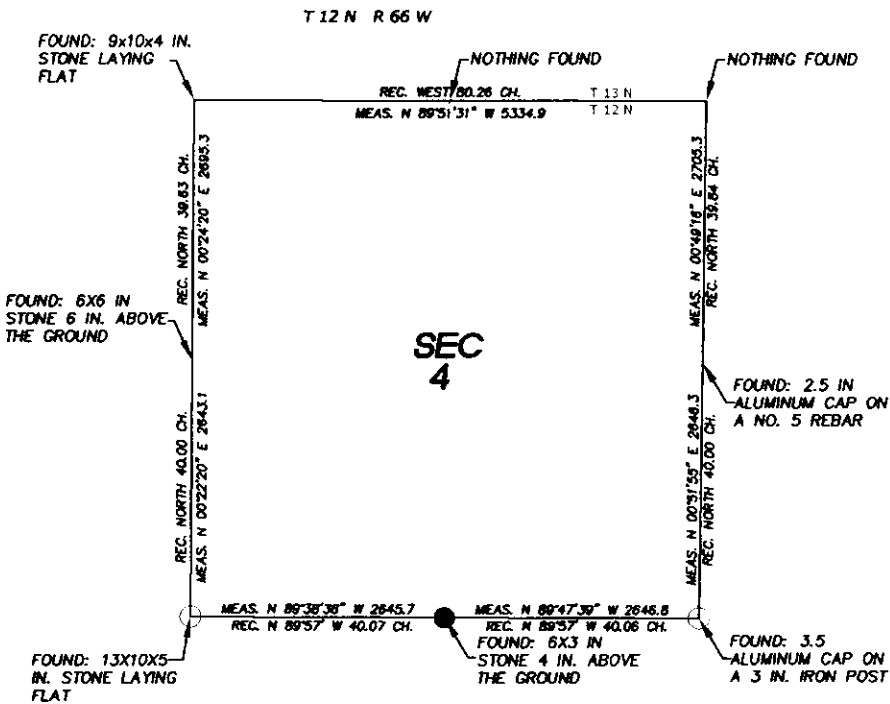 T 12 N R 66 W
FOUND: 9x10x4 IN.
STONE LAYING
FLAT
NOTHING FOUND
NOTHING FOUND
REC. WEST 80.26 CH.
T 13 N
MEAS. N 89°51'31" W 5334.9
T 12 N
REC. NORTH 39.63 CH.
MEAS. N 00°24'20" E 2695.3
MEAS. N 00°49'16" E 2705.3
REC. NORTH 39.64 CH.
FOUND: 6X6 IN
STONE 6 IN. ABOVE
THE GROUND
SEC
4
FOUND: 2.5 IN
ALUMINUM CAP ON
A NO. 5 REBAR
REC. NORTH 40.00 CH.
MEAS. N 00°22'20" E 2643.1
MEAS. N 00°51'55" E 2646.3
REC. NORTH 40.00 CH.
MEAS. N 89°38'36" W 2645.7
REC. N 89°57' W 40.07 CH.
MEAS. N 89°47'39" W 2646.8
REC. N 89°57' W 40.06 CH.
FOUND: 13X10X5
IN. STONE LAYING
FLAT
FOUND: 6X3 IN
STONE 4 IN. ABOVE
THE GROUND
FOUND: 3.5
ALUMINUM CAP ON
A 3 IN. IRON POST